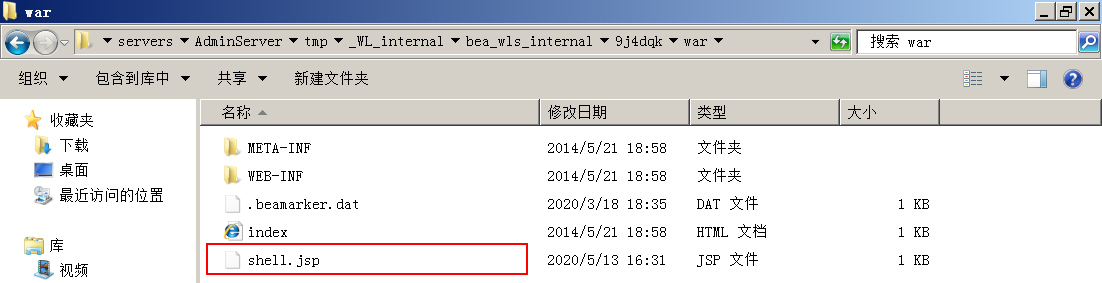 war
servers AdminServer tmp _WL_internal bea_wls_internal 9j4dqk war 搜索 war
组织 包含到库中 共享 新建文件夹
收藏夹
下载
桌面
最近访问的位置
库
视频
名称 修改日期 类型 大小
META-INF 2014/5/21 18:58 文件夹
WEB-INF 2014/5/21 18:58 文件夹
.beamarker.dat 2020/3/18 18:35 DAT 文件 1 KB
index 2014/5/21 18:58 HTML 文档 1 KB
shell.jsp 2020/5/13 16:31 JSP 文件 1 KB